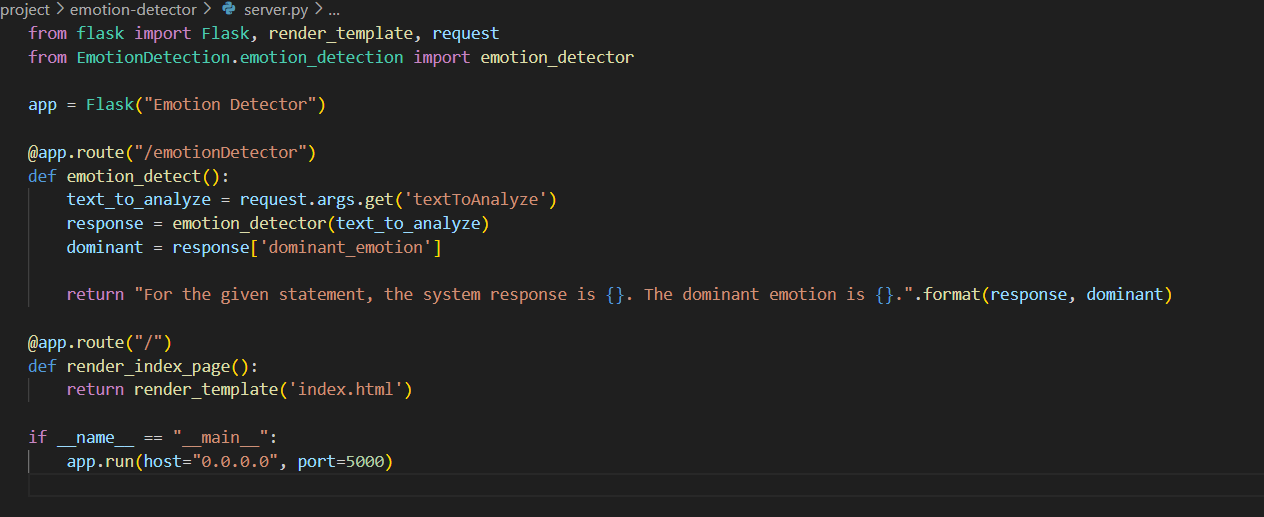 project > emotion-detector > server.py > ...
from flask import Flask, render_template, request
from EmotionDetection.emotion_detection import emotion_detector

app = Flask("Emotion Detector")

@app.route("/emotionDetector")
def emotion_detect():
    text_to_analyze = request.args.get('textToAnalyze')
    response = emotion_detector(text_to_analyze)
    dominant = response['dominant_emotion']

    return "For the given statement, the system response is {}. The dominant emotion is {}.".format(response, dominant)

@app.route("/")
def render_index_page():
    return render_template('index.html')

if __name__ == "__main__":
    app.run(host="0.0.0.0", port=5000)